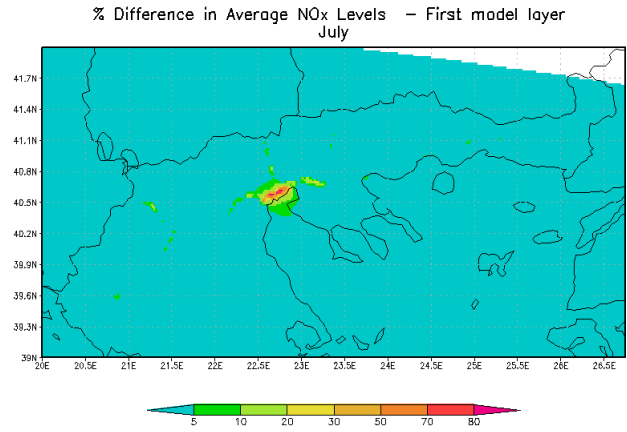 % Difference in Average NOx Levels – First model layer
July
41.7N
41.4N
41.1N
40.8N
40.5N
40.2N
39.9N
39.6N
39.3N
39N
20E 20.5E 21E 21.5E 22E 22.5E 23E 23.5E 24E 24.5E 25E 25.5E 26E 26.5E
5 10 20 30 50 70 80